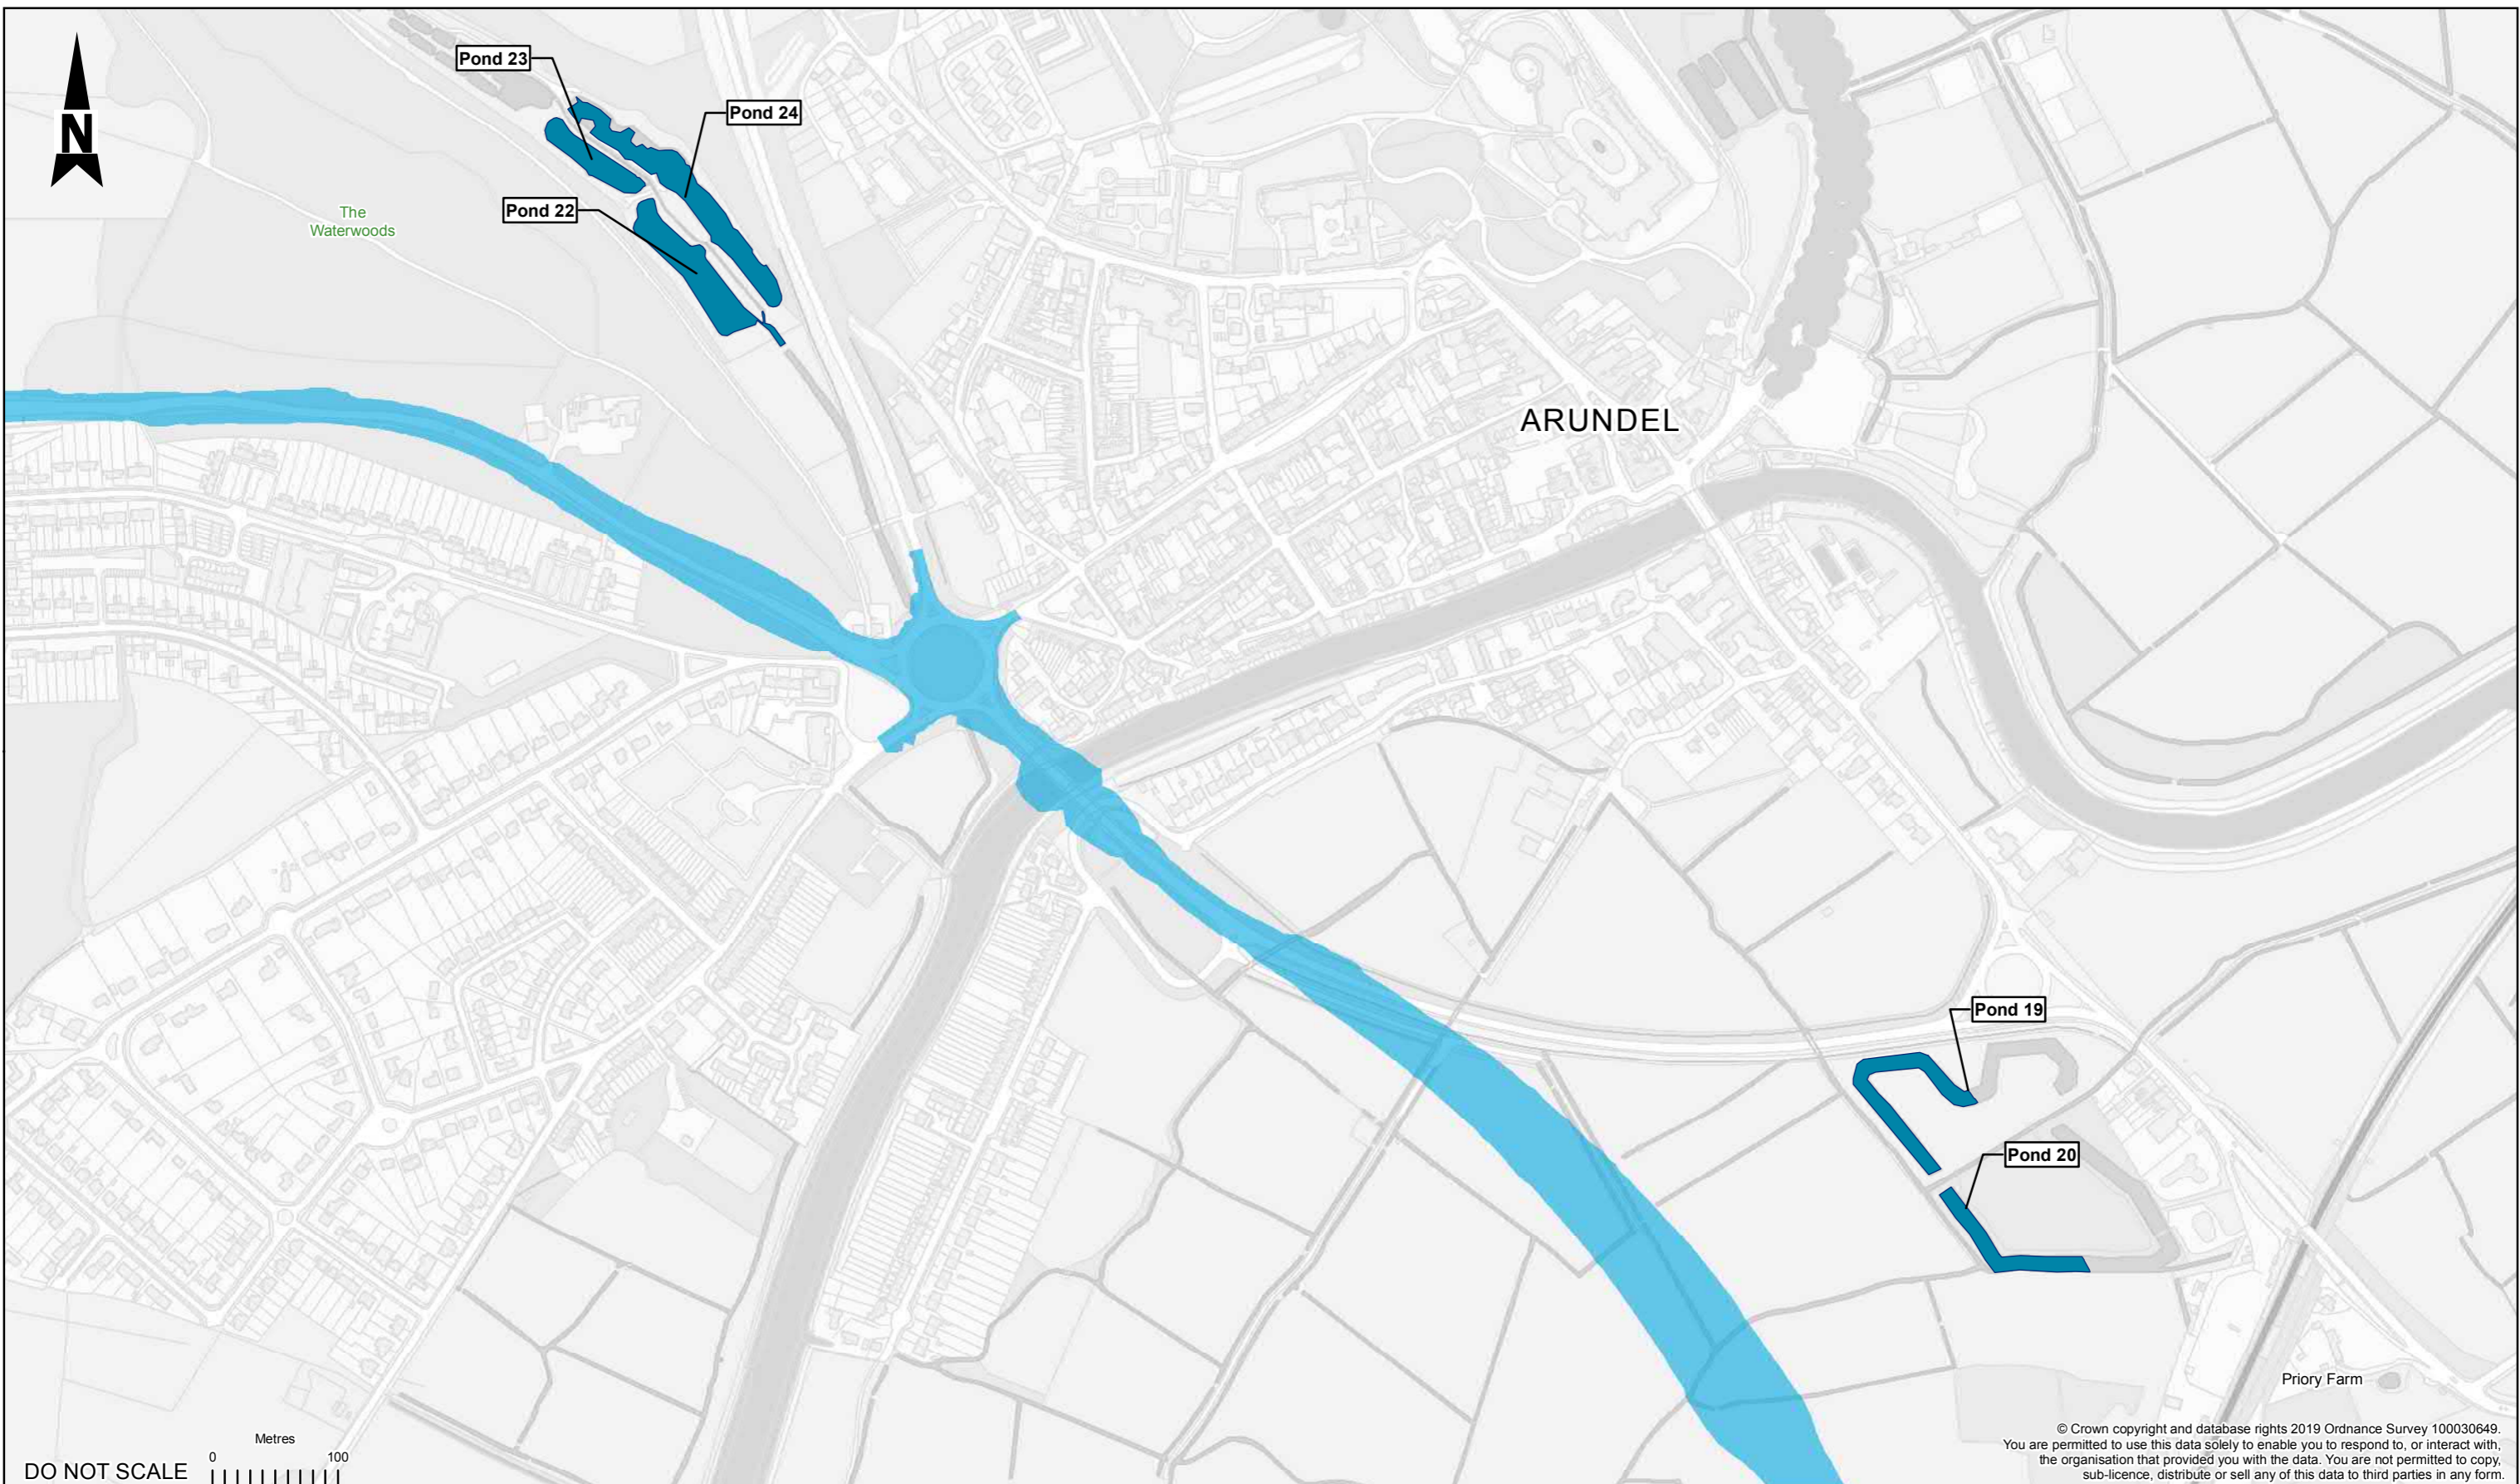 N
Pond 23
Pond 24
Pond 22
The
Waterwoods
ARUNDEL
Pond 19
Pond 20
Priory Farm
Metres
0 100
DO NOT SCALE
© Crown copyright and database rights 2019 Ordnance Survey 100030649.
You are permitted to use this data solely to enable you to respond to, or interact with,
the organisation that provided you with the data. You are not permitted to copy,
sub-licence, distribute or sell any of this data to third parties in any form.